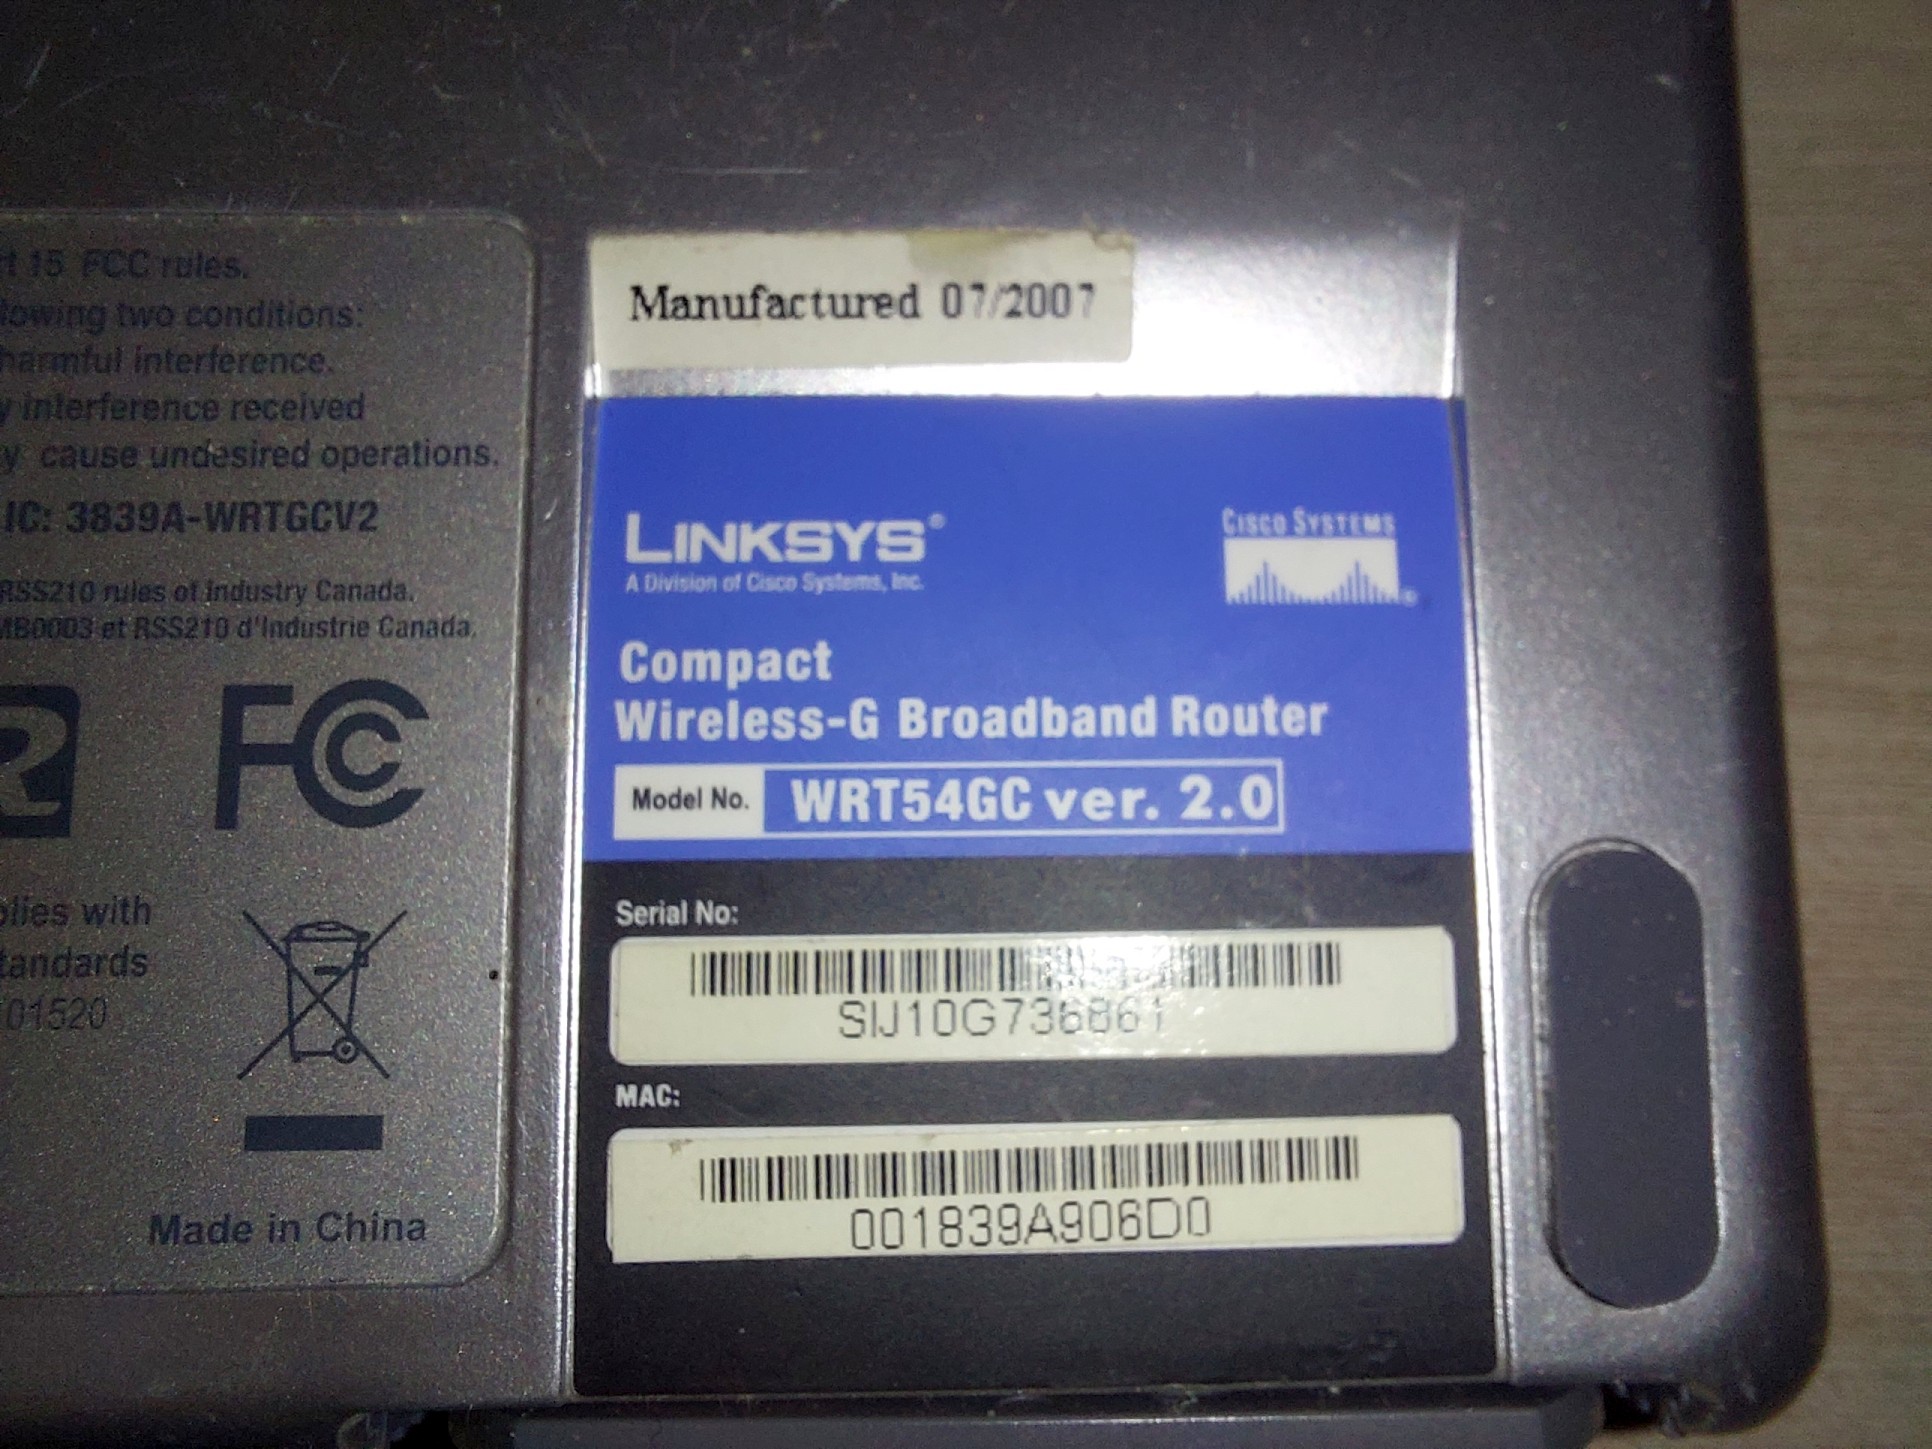 t 15 FCC rules.
lowing two conditions:
harmful interference.
y interference received
y cause undesired operations.
IC: 3839A-WRTGCV2
RSS210 rules of Industry Canada.
MB0003 et RSS210 d'Industrie Canada.
FC
plies with
tandards
01520
Made in China
Manufactured 07/2007
LINKSYS®
A Division of Cisco Systems, Inc.
CISCO SYSTEMS
®
Compact
Wireless-G Broadband Router
Model No. WRT54GC ver. 2.0
Serial No:
SIJ10G736861
MAC:
001839A906D0